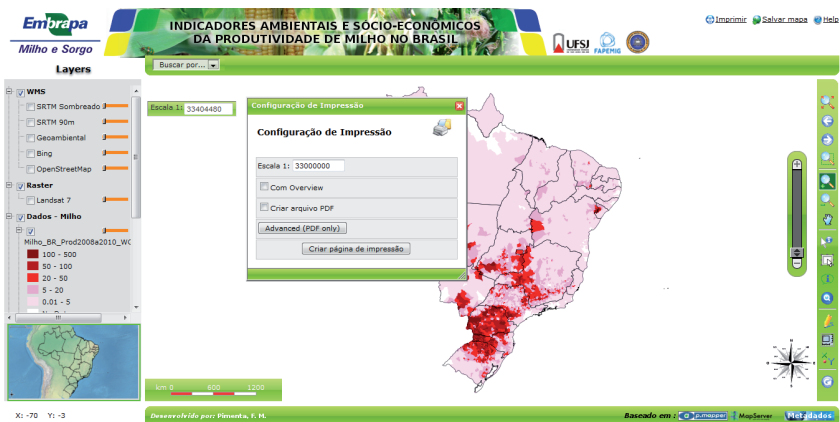 Embrapa
Milho e Sorgo
INDICADORES AMBIENTAIS E SÓCIO-ECONÔMICOS
DA PRODUTIVIDADE DE MILHO NO BRASIL
UFSJ
FAPEMIG
Imprimir
Salvar mapa
Help
Layers
Buscar por...
WMS
SRTM Sombreado
SRTM 90m
Geoambiental
Bing
OpenStreetMap
Raster
Landsat 7
Dados - Milho
Milho_BR_Prod2008a2010_WG
100 - 500
50 - 100
20 - 50
5 - 20
0.01 - 5
Escala 1: 33404480
Configuração de Impressão
Configuração de Impressão
Escala 1: 33000000
Com Overview
Criar arquivo PDF
Advanced (PDF only)
Criar página de impressão
km 0 600 1200
X: -70 Y: -3
Desenvolvido por: Pimenta, F. M.
Baseado em :
p.mapper
MapServer
Metadados